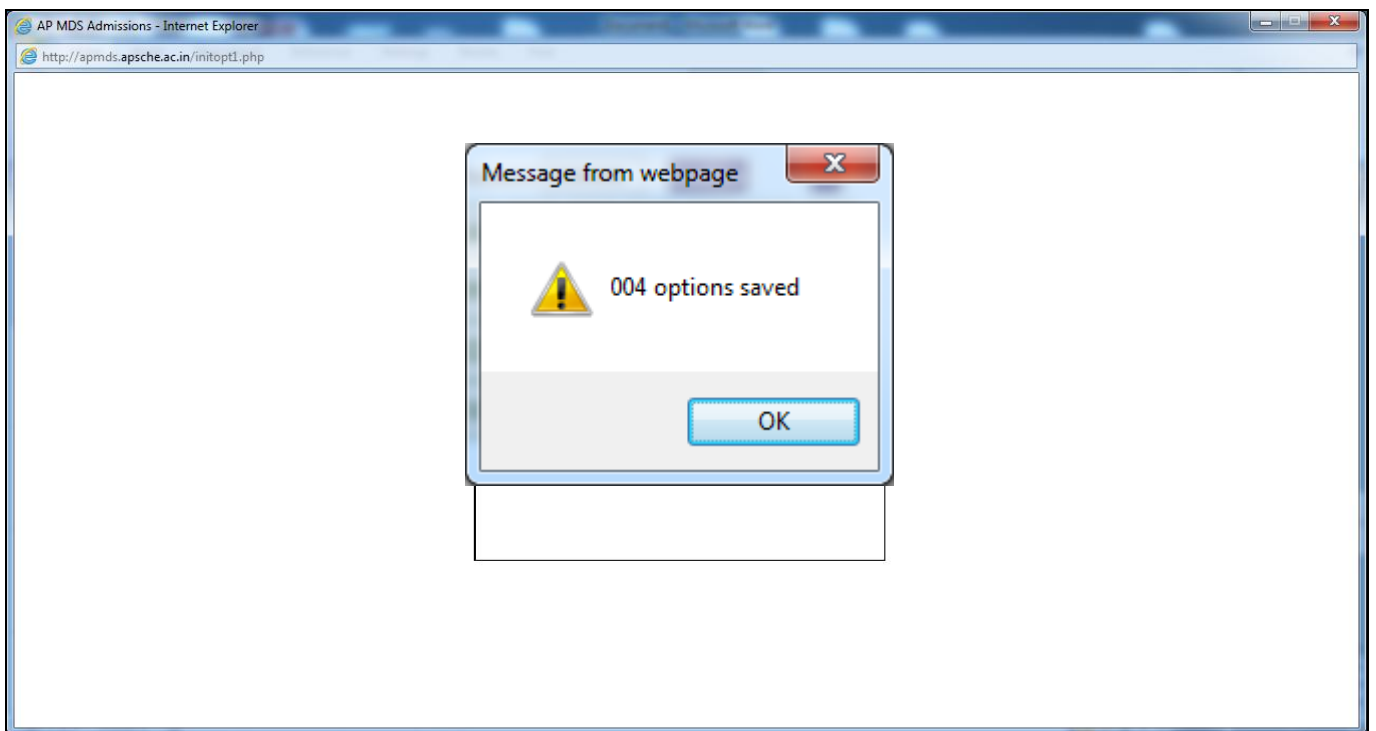 AP MDS Admissions - Internet Explorer
http://apmds.apsche.ac.in/initopt1.php
Message from webpage
004 options saved
OK